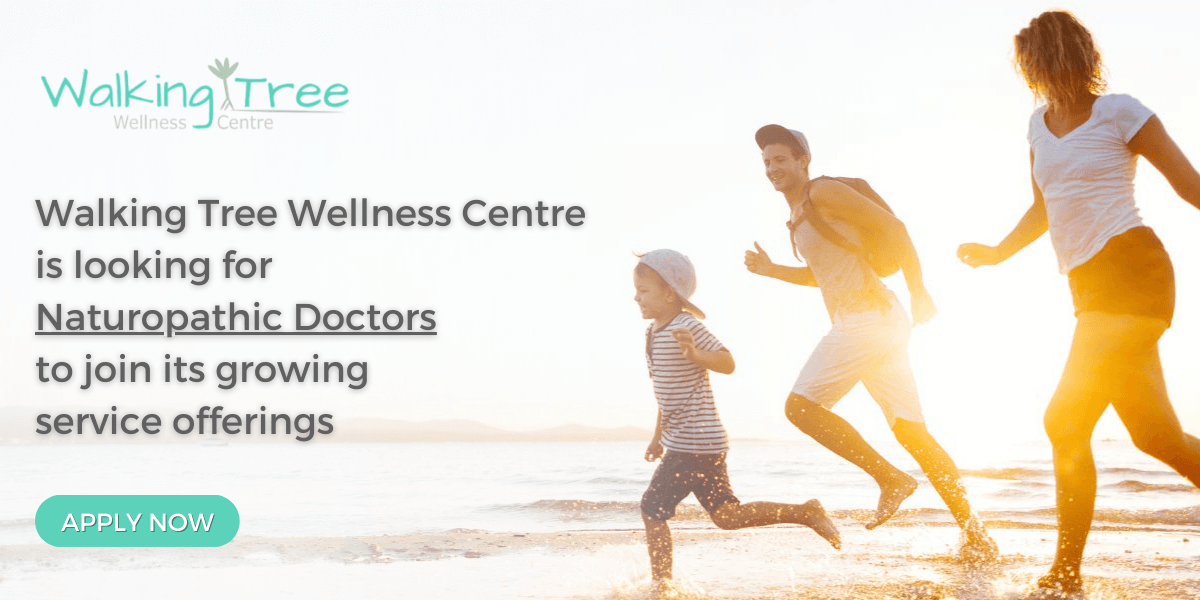 Walking Tree
Wellness Centre
Walking Tree Wellness Centre
is looking for
Naturopathic Doctors
to join its growing
service offerings
APPLY NOW